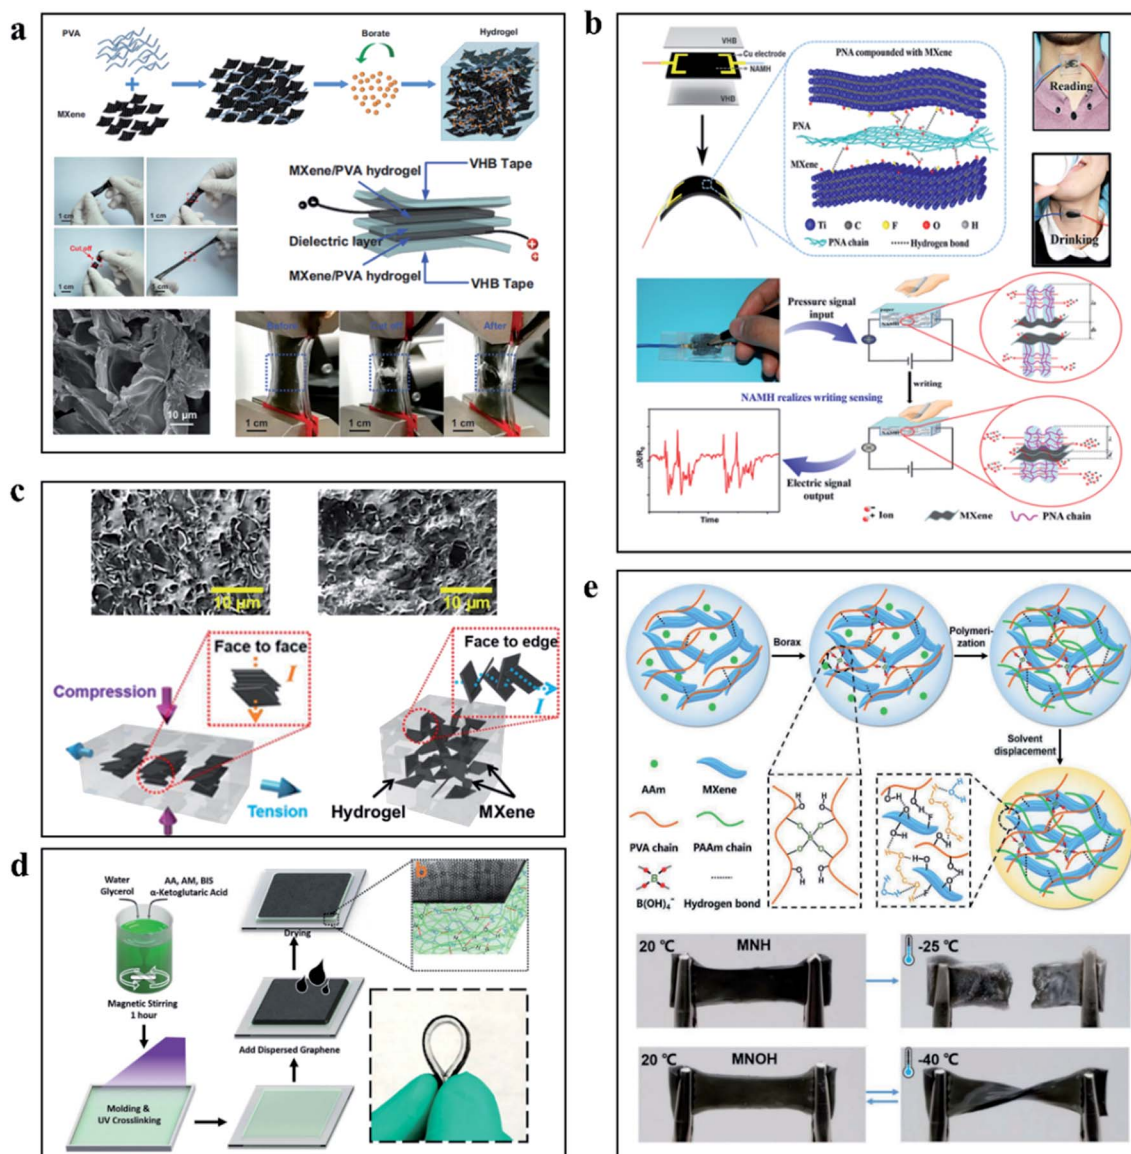 a
PVA
Borate
Hydrogel
+
MXene
1 cm
1 cm
Cut off
1 cm
1 cm
MXene/PVA hydrogel
VHB Tape
Dielectric layer
MXene/PVA hydrogel
VHB Tape
10 μm
Before
Cut off
After
1 cm
1 cm
1 cm
b
VHB
Cu electrode
NAMH
VHB
PNA compounded with MXene
PNA
MXene
Ti
C
F
O
H
PNA chain
Hydrogen bond
Reading
Drinking
Pressure signal
input
writing
NAMH realizes writing sensing
ΔR/R₀
Time
Electric signal
output
Ion
MXene
PNA chain
c
10 μm
10 μm
Face to face
I
Compression
Tension
Face to edge
I
Hydrogel
MXene
d
Water
Glycerol
AA, AM, BIS
α-Ketoglutaric Acid
Magnetic Stirring
1 hour
Molding &
UV Crosslinking
Add Dispersed Graphene
Drying
b
e
Borax
Polymeri-
zation
Solvent
displacement
AAm
MXene
PVA chain
PAAm chain
B(OH)₄⁻
Hydrogen bond
20 ℃
MNH
-25 ℃
20 ℃
MNOH
-40 ℃